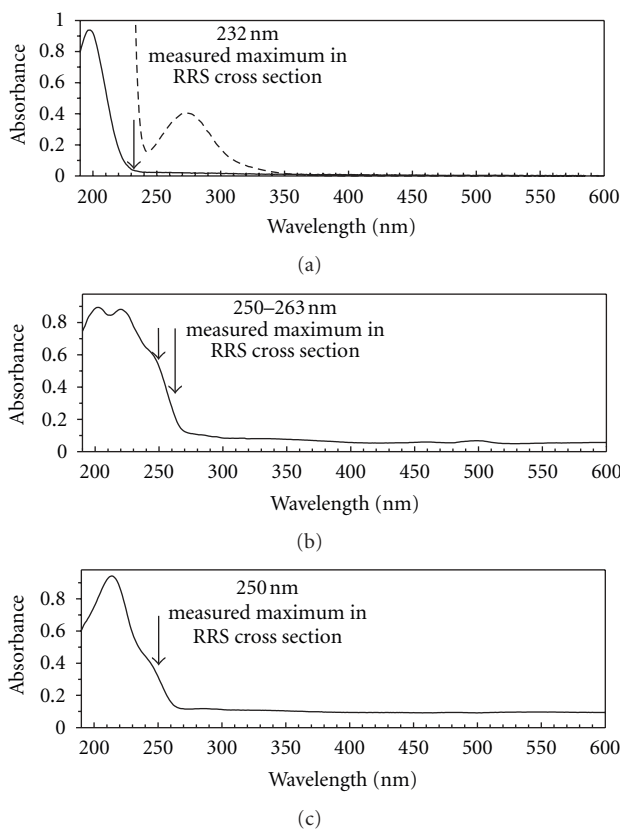 1
0.8
0.6
0.4
0.2
0
Absorbance
232 nm
measured maximum in
RRS cross section
200 250 300 350 400 450 500 550 600
Wavelength (nm)
(a)
0.8
0.6
0.4
0.2
0
Absorbance
250–263 nm
measured maximum in
RRS cross section
200 250 300 350 400 450 500 550 600
Wavelength (nm)
(b)
0.8
0.6
0.4
0.2
0
Absorbance
250 nm
measured maximum in
RRS cross section
200 250 300 350 400 450 500 550 600
Wavelength (nm)
(c)